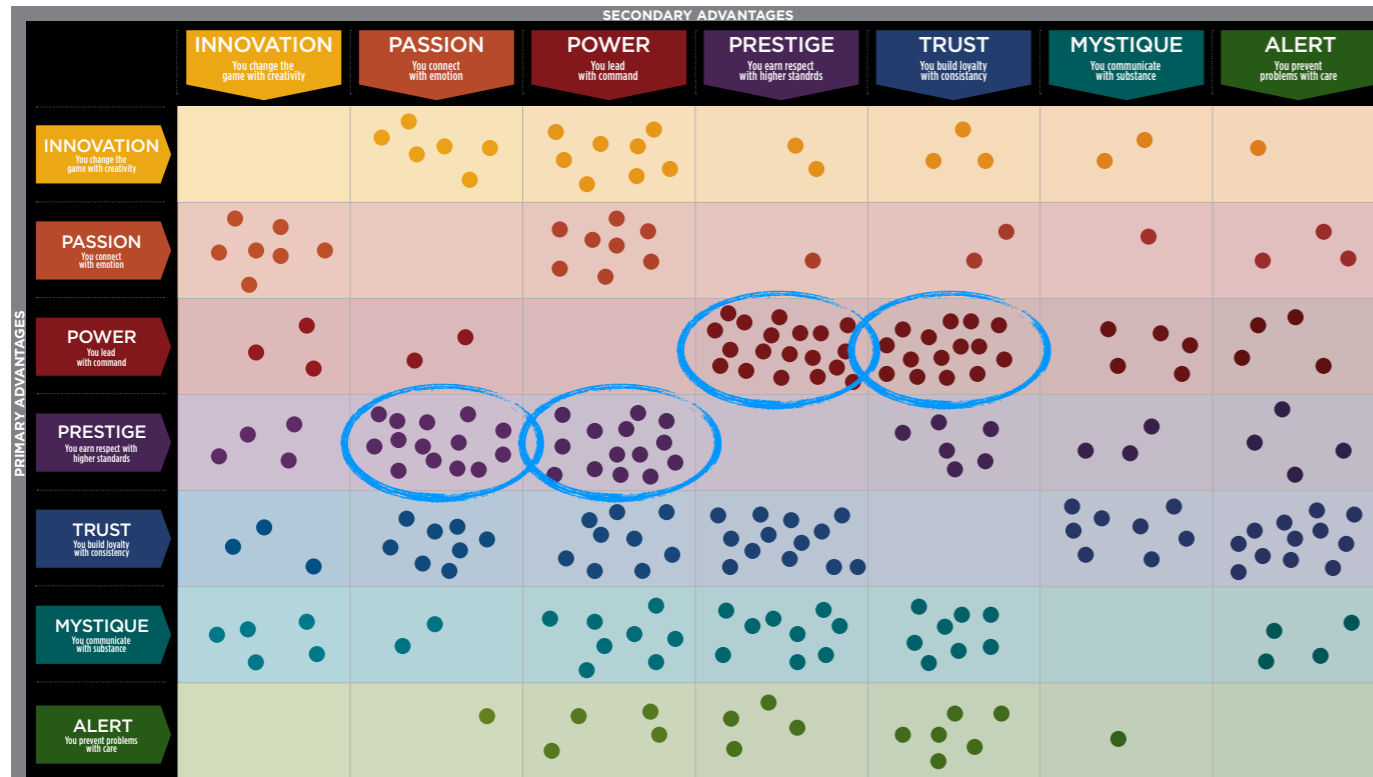 SECONDARY ADVANTAGES
INNOVATION
You change the
game with creativity
PASSION
You connect
with emotion
POWER
You lead
with command
PRESTIGE
You earn respect
with higher standrds
TRUST
You build loyalty
with consistancy
MYSTIQUE
You communicate
with substance
ALERT
You prevent
problems with care
PRIMARY ADVANTAGES
INNOVATION
You change the
game with creativity
PASSION
You connect
with emotion
POWER
You lead
with command
PRESTIGE
You earn respect with
higher standards
TRUST
You build loyalty
with consistency
MYSTIQUE
You communicate
with substance
ALERT
You prevent problems
with care